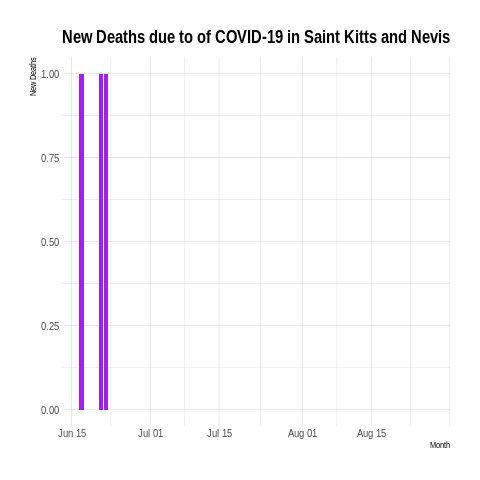 New Deaths due to of COVID-19 in Saint Kitts and Nevis
New Deaths
1.00
0.75
0.50
0.25
0.00
Jun 15 Jul 01 Jul 15 Aug 01 Aug 15
Month